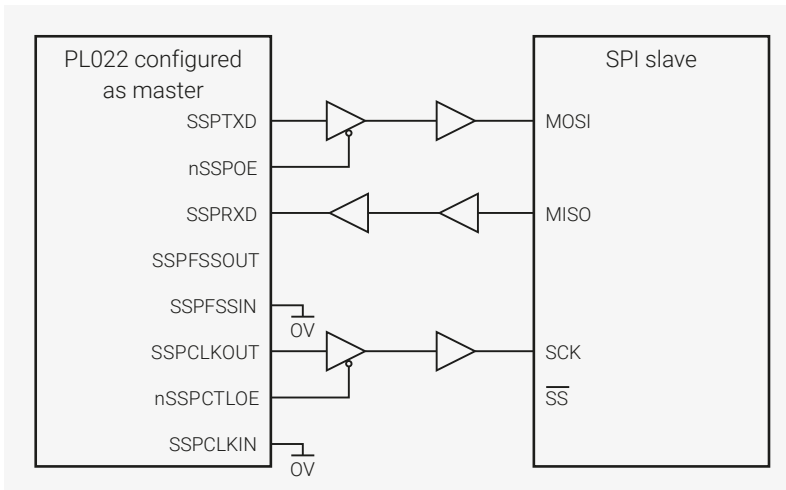 PL022 configured
as master
SSPTXD
nSSPOE
SSPRXD
SSPFSSOUT
SSPFSSIN
0V
SSPCLKOUT
nSSPCTLOE
SSPCLKIN
0V
SPI slave
MOSI
MISO
SCK
S̅S̅